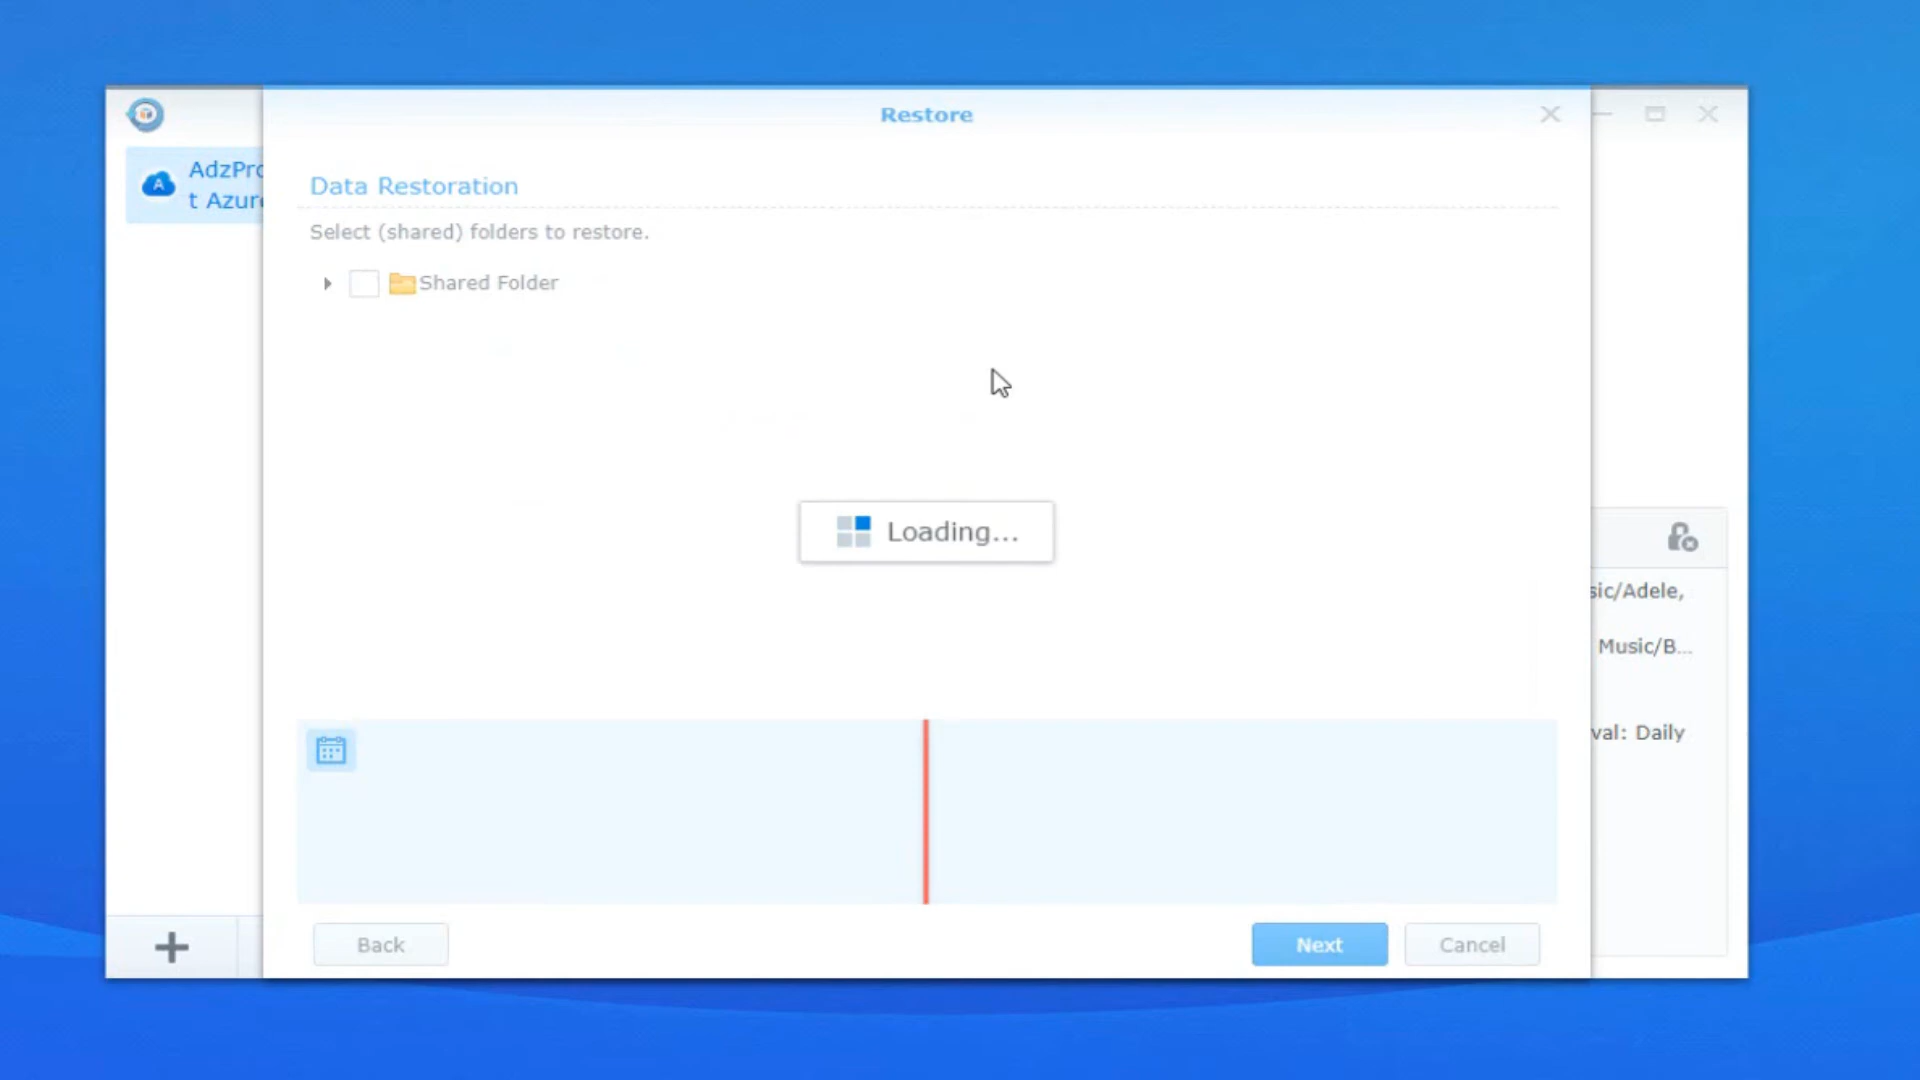 Restore
AdzPro
t Azure
Data Restoration
Select (shared) folders to restore.
Shared Folder
Loading...
sic/Adele,
Music/B...
val: Daily
Back
Next
Cancel